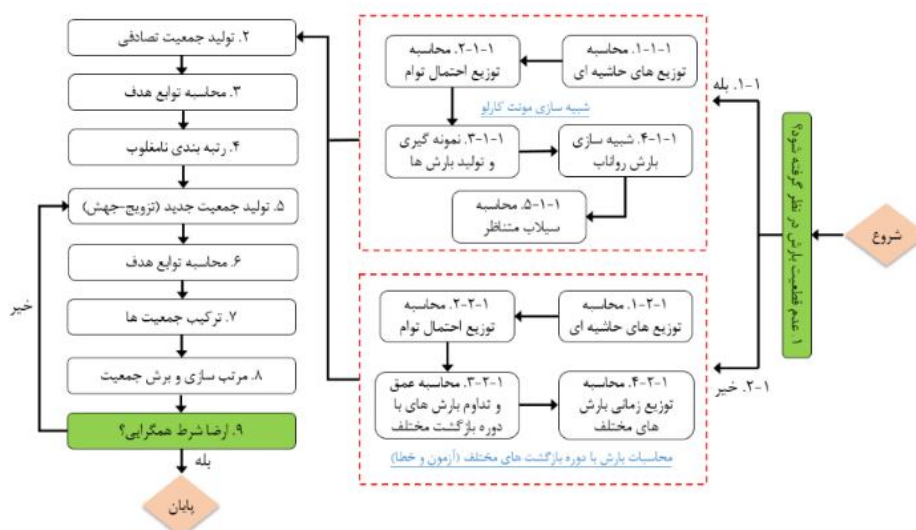 شروع
۱. عدم قطعیت بارش در نظر گرفته شود؟
۱-۱. بله
۱-۱-۱. محاسبه
توزیع های حاشیه ای
۲-۱-۱. محاسبه
توزیع احتمال توام
شبیه سازی مونت کارلو
۳-۱-۱. نمونه گیری
و تولید بارش ها
۴-۱-۱. شبیه سازی
بارش رواناب
۵-۱-۱. محاسبه
سیلاب متناظر
۲-۱. خیر
۱-۲-۱. محاسبه
توزیع های حاشیه ای
۲-۲-۱. محاسبه
توزیع احتمال توام
۳-۲-۱. محاسبه عمق
و تداوم بارش های با
دوره بازگشت مختلف
۴-۲-۱. محاسبه
توزیع زمانی بارش
های مختلف
محاسبات بارش با دوره بازگشت های مختلف (آزمون و خطا)
۲. تولید جمعیت تصادفی
۳. محاسبه توابع هدف
۴. رتبه بندی نامغلوب
۵. تولید جمعیت جدید (تزویج-جهش)
۶. محاسبه توابع هدف
۷. ترکیب جمعیت ها
۸. مرتب سازی و برش جمعیت
۹. ارضا شرط همگرایی؟
خیر
بله
پایان